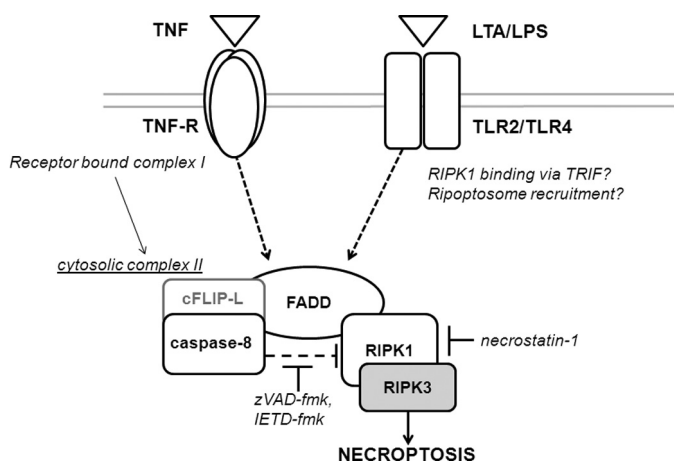 TNF
LTA/LPS
TNF-R
TLR2/TLR4
Receptor bound complex I
RIPK1 binding via TRIF?
Ripoptosome recruitment?
cytosolic complex II
cFLIP-L
FADD
caspase-8
RIPK1
necrostatin-1
RIPK3
zVAD-fmk,
IETD-fmk
NECROPTOSIS